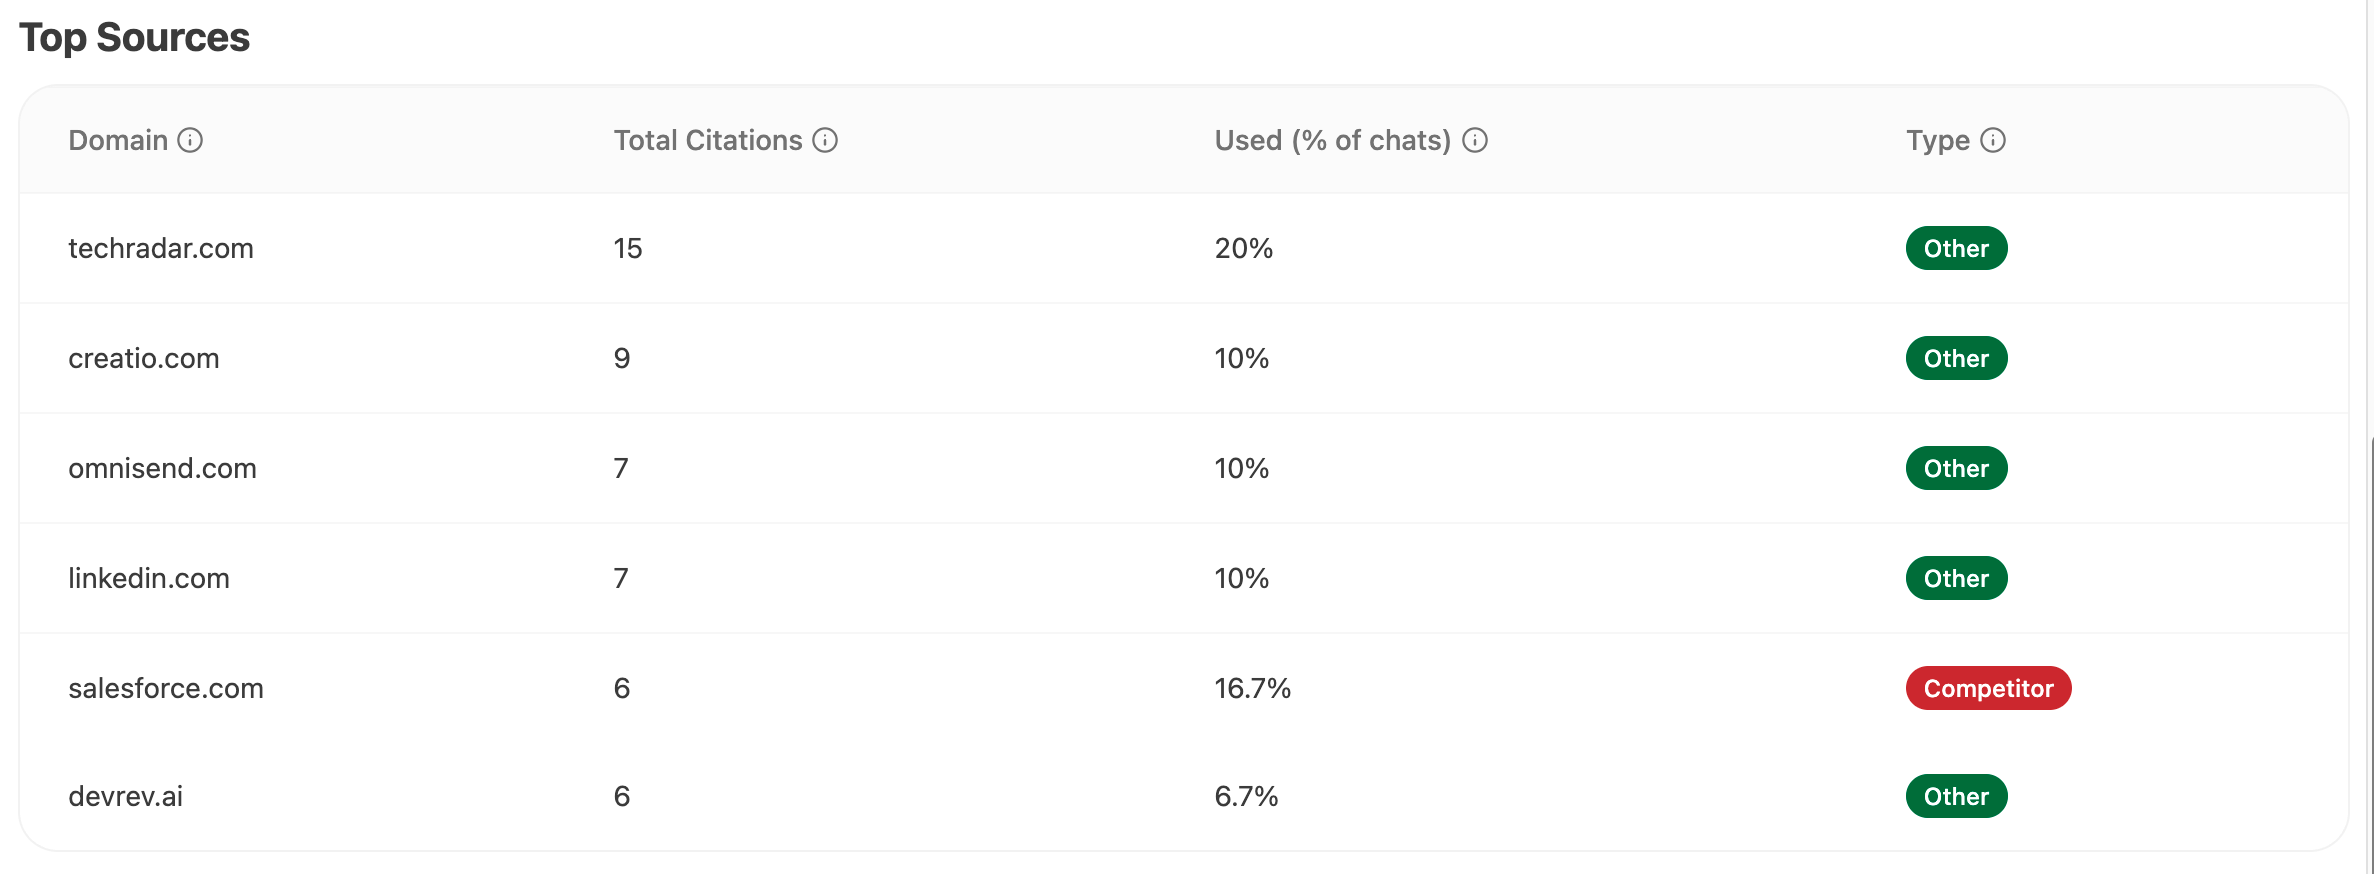 Top Sources
Domain Total Citations Used (% of chats) Type
techradar.com 15 20% Other
creatio.com 9 10% Other
omnisend.com 7 10% Other
linkedin.com 7 10% Other
salesforce.com 6 16.7% Competitor
devrev.ai 6 6.7% Other